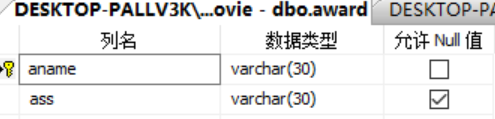 DESKTOP-PALLV3K\...ovie - dbo.award DESKTOP-PA
列名 数据类型 允许 Null 值
aname varchar(30)
ass varchar(30)